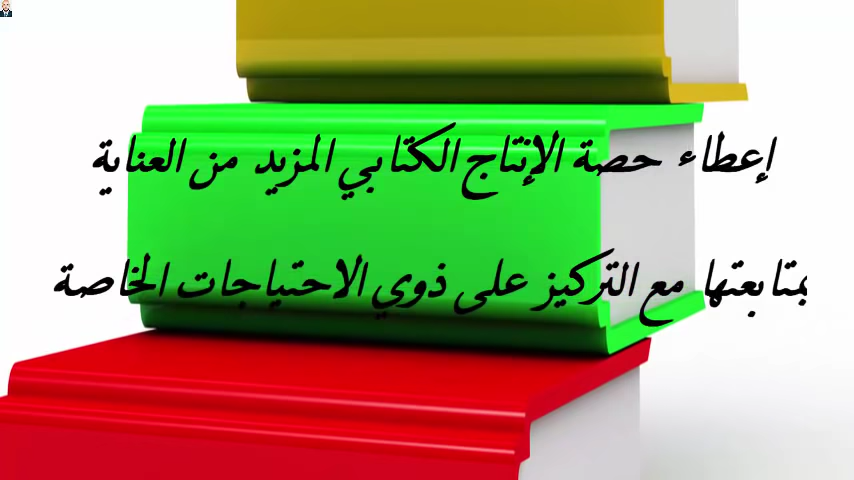 إعطاء حصة الإنتاج الكتابي المزيد من العناية
بمتابعتها مع التركيز على ذوي الاحتياجات الخاصة